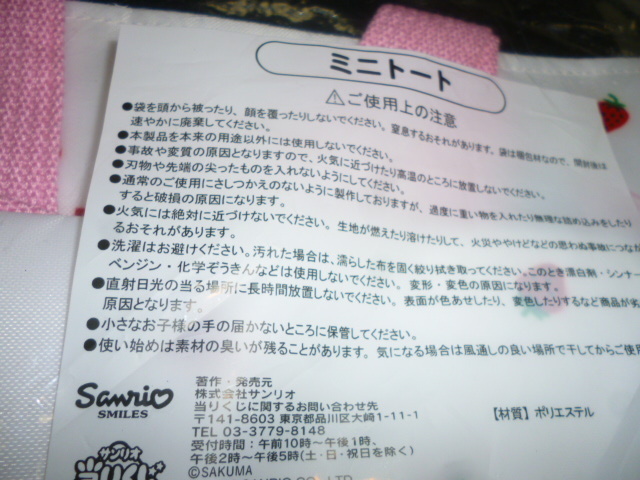 ミニトート
⚠ご使用上の注意
●袋を頭から被ったり、顔を覆ったりしないでください。窒息するおそれがあります。袋は梱包材なので、開封後は
速やかに廃棄してください。
●本製品を本来の用途以外には使用しないでください。
●事故や変質の原因となりますので、火気に近づけたり高温のところに放置しないでください。
●刃物や先端の尖ったものを入れないようにしてください。
●通常のご使用にさしつかえのないように製作しておりますが、過度に重い物を入れたり無理な詰め込みをしたり
すると破損の原因になります。
●火気には絶対に近づけないでください。生地が燃えたり溶けたりして、火災ややけどなどの思わぬ事故につなが
るおそれがあります。
●洗濯はお避けください。汚れた場合は、濡らした布を固く絞り拭き取ってください。このとき漂白剤・シンナー・
ベンジン・化学ぞうきんなどは使用しないでください。変形・変色の原因になります。
●直射日光の当る場所に長時間放置しないでください。表面が色あせしたり、変色したりするなど商品が
原因となります。
●小さなお子様の手の届かないところに保管してください。
●使い始めは素材の臭いが残ることがあります。気になる場合は風通しの良い場所で干してからご使用
Sanrio
SMILES
著作・発売元
株式会社サンリオ
当りくじに関するお問い合わせ先
〒141-8603 東京都品川区大崎1-11-1
TEL 03-3779-8148
受付時間:午前10時～午後1時、
午後2時～午後5時(土・日・祝日を除く)
©SAKUMA
【材質】ポリエステル
サンリオ
当りくじ